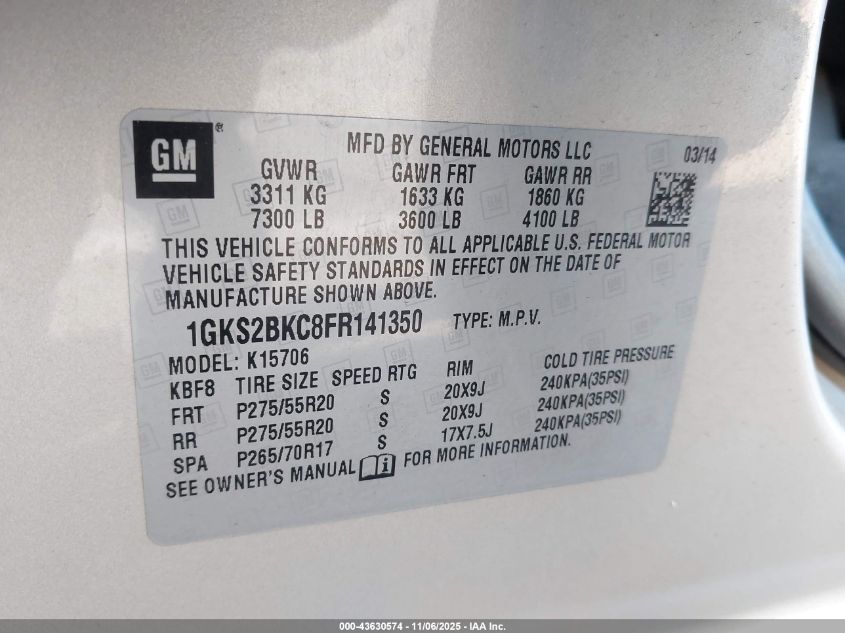 GM®
MFD BY GENERAL MOTORS LLC 03/14
GVWR GAWR FRT GAWR RR
3311 KG 1633 KG 1860 KG
7300 LB 3600 LB 4100 LB
THIS VEHICLE CONFORMS TO ALL APPLICABLE U.S. FEDERAL MOTOR
VEHICLE SAFETY STANDARDS IN EFFECT ON THE DATE OF
MANUFACTURE SHOWN ABOVE.
1GKS2BKC8FR141350 TYPE: M.P.V.
MODEL: K15706
KBF8 TIRE SIZE SPEED RTG RIM COLD TIRE PRESSURE
FRT P275/55R20 S 20X9J 240KPA(35PSI)
RR P275/55R20 S 20X9J 240KPA(35PSI)
SPA P265/70R17 S 17X7.5J 240KPA(35PSI)
SEE OWNER'S MANUAL FOR MORE INFORMATION.
000-43630574 - 11/06/2025 - IAA Inc.